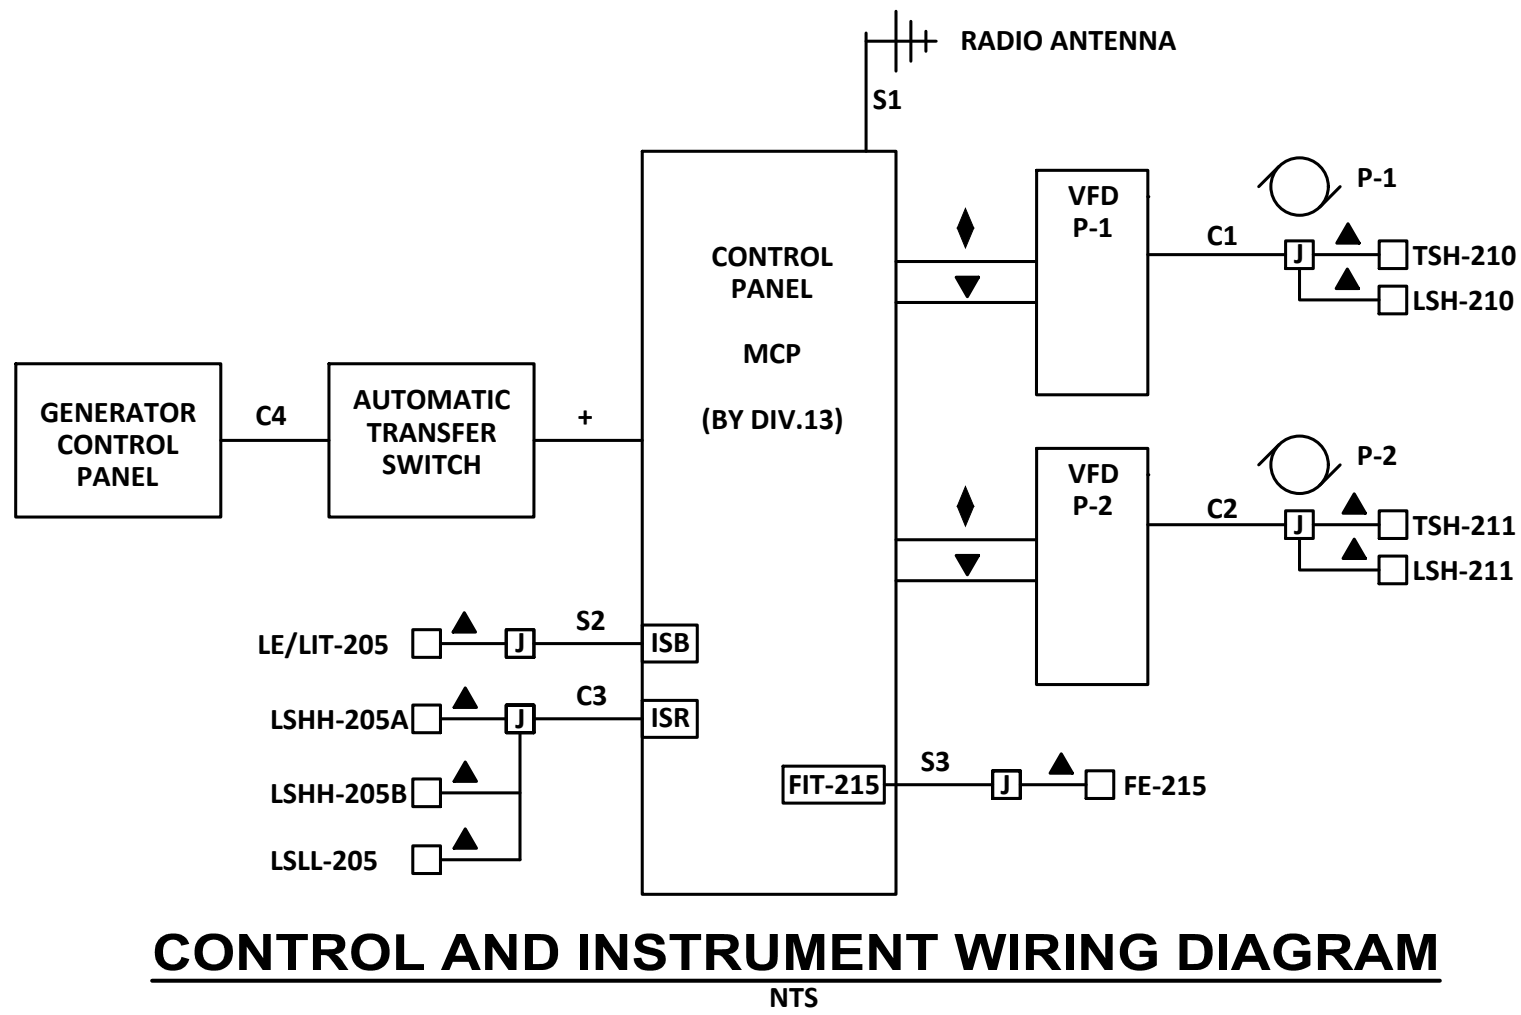 RADIO ANTENNA
S1
CONTROL
PANEL
MCP
(BY DIV.13)
VFD
P-1
C1
P-1
J
TSH-210
LSH-210
GENERATOR
CONTROL
PANEL
C4
AUTOMATIC
TRANSFER
SWITCH
+
VFD
P-2
C2
P-2
J
TSH-211
LSH-211
LE/LIT-205
J
S2
ISB
LSHH-205A
J
C3
ISR
LSHH-205B
LSLL-205
FIT-215
S3
J
FE-215
CONTROL AND INSTRUMENT WIRING DIAGRAM
NTS